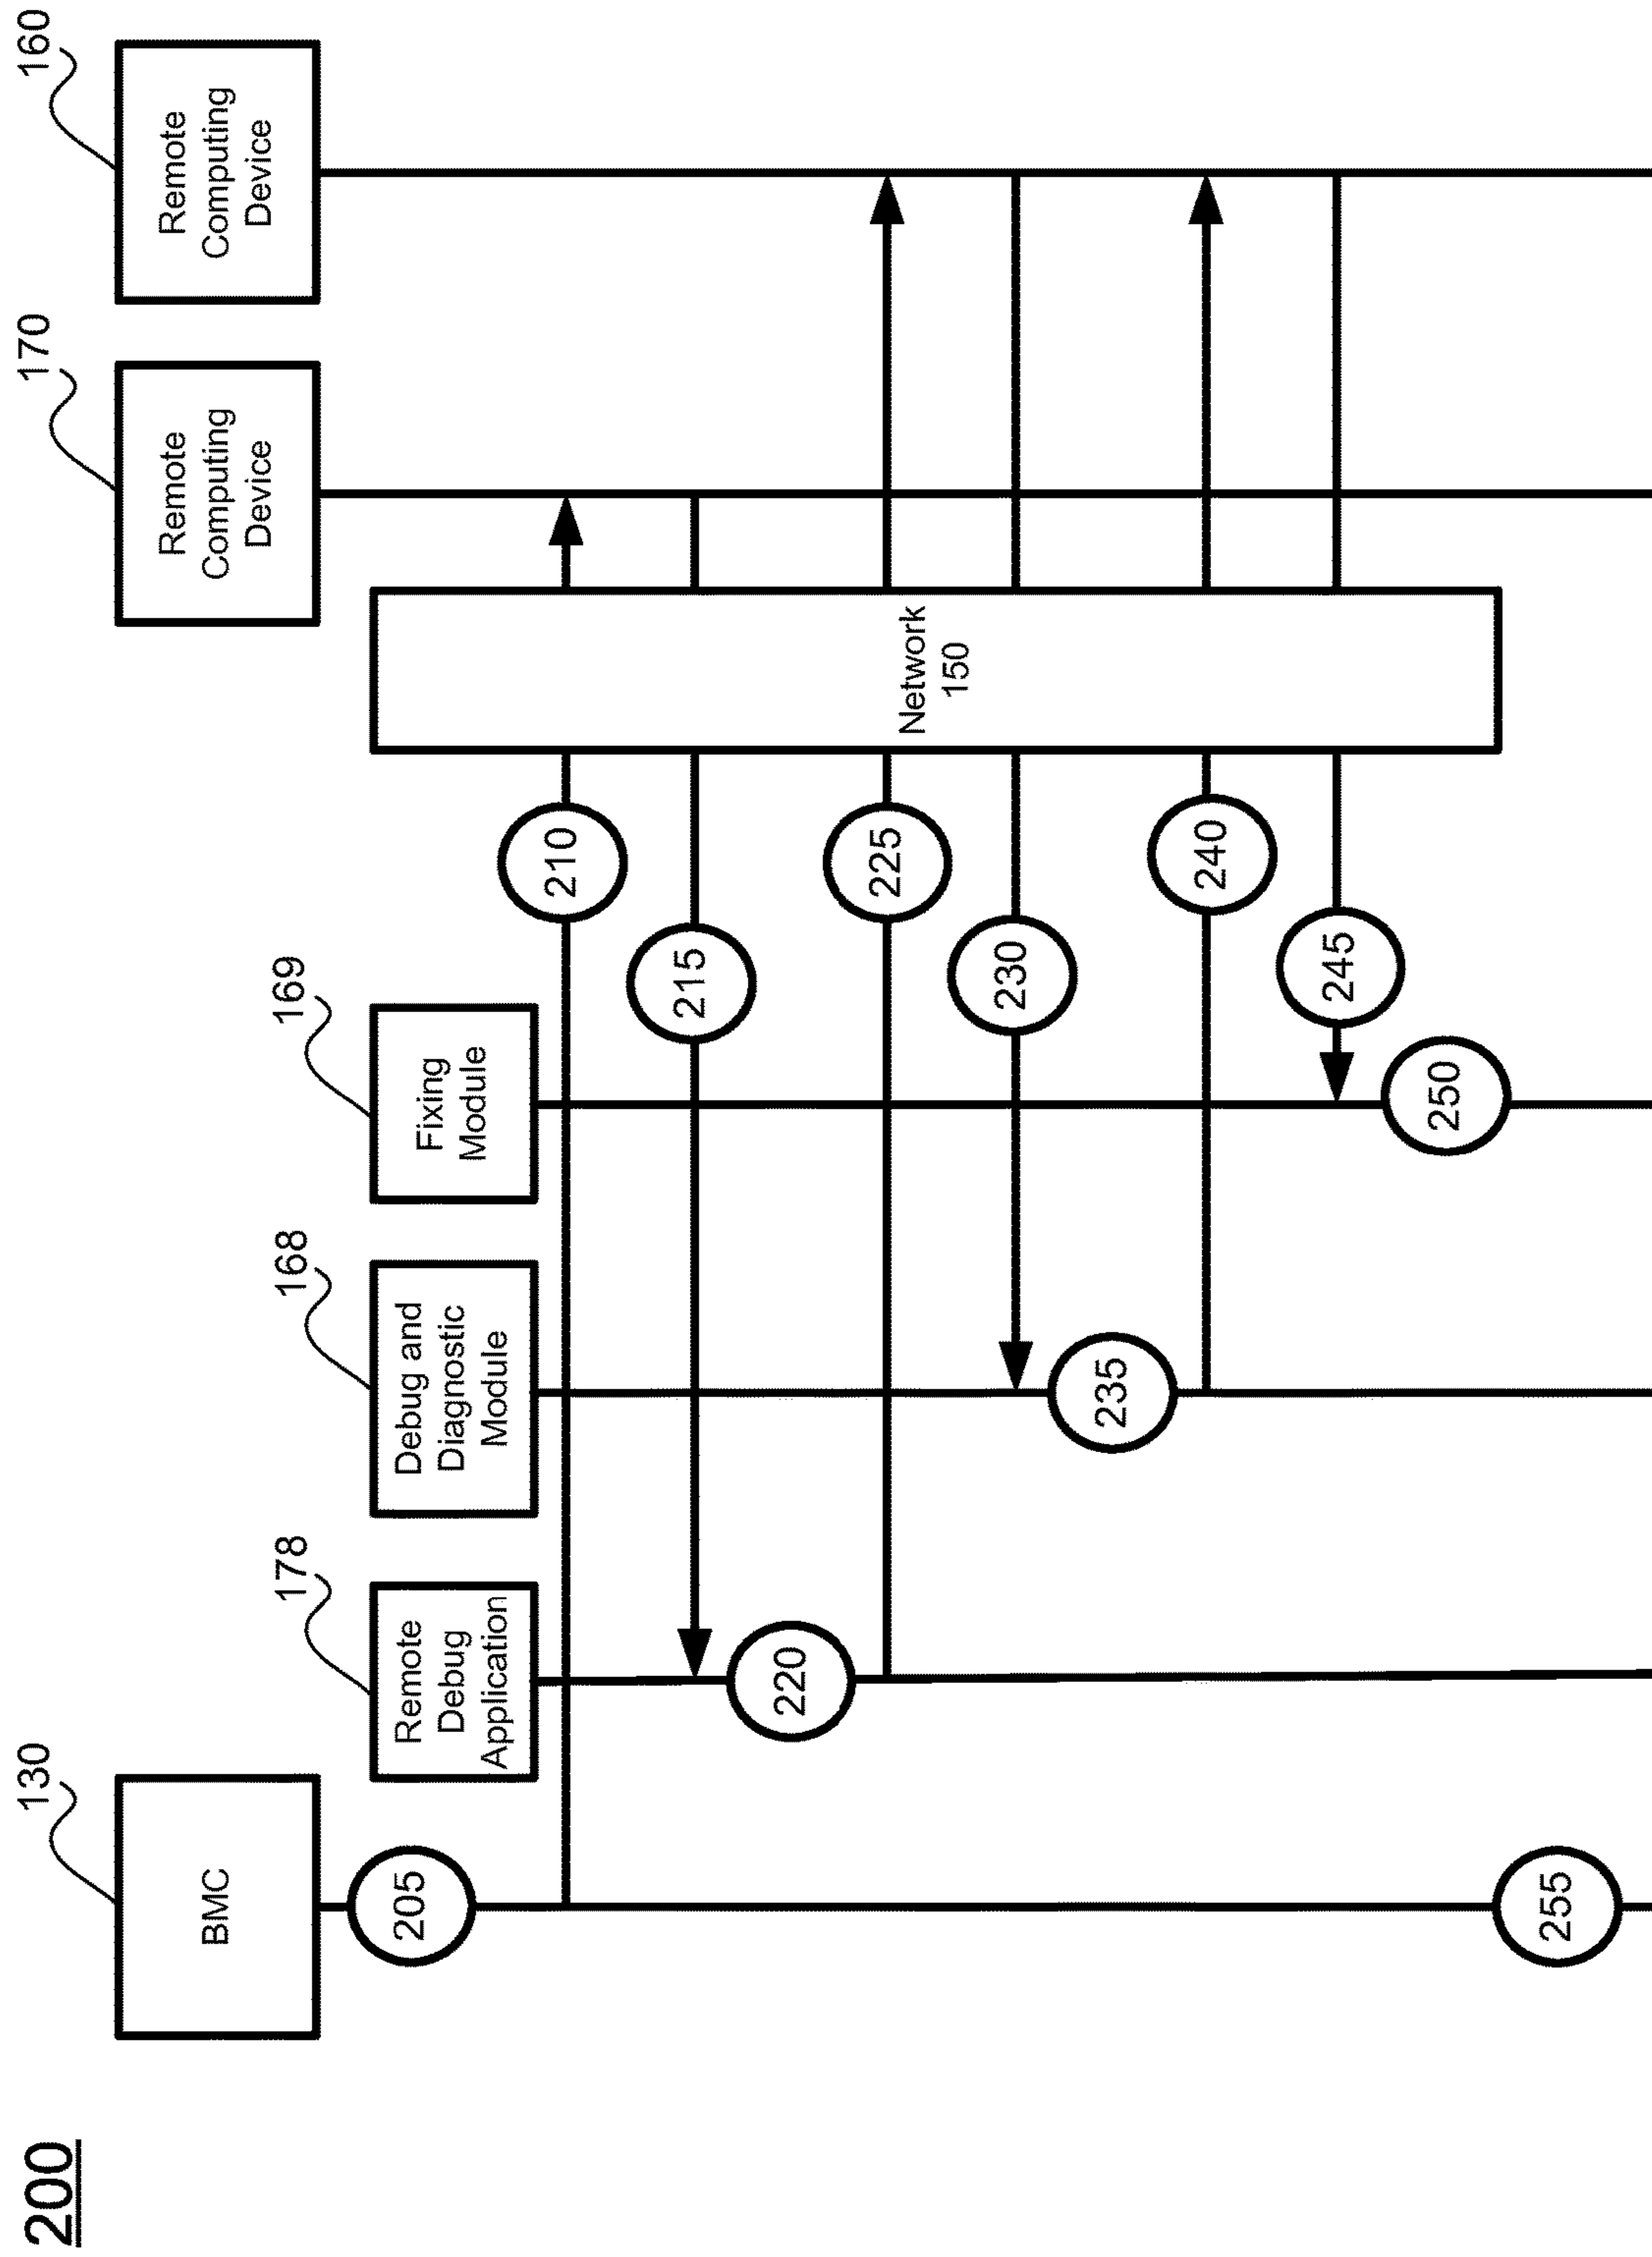 200
130
BMC
178
Remote
Debug
Application
168
Debug and
Diagnostic
Module
169
Fixing
Module
170
Remote
Computing
Device
160
Remote
Computing
Device
Network
150
205
210
215
220
225
230
235
240
245
250
255